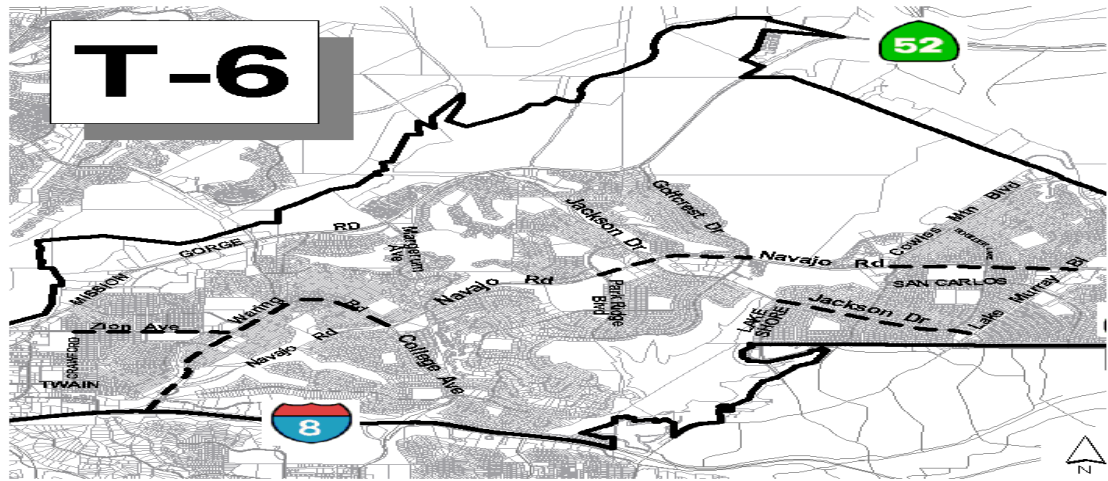 T-6
52
Golfcrest Dr
Jackson Dr
Cowles Mtn Blvd
GORGE RD
Margerum Ave
Navajo Rd
Navajo Rd
MISSION
Park Ridge Blvd
SAN CARLOS
Murray Bl
Waring Rd
LAKE SHORE
Jackson Dr
Lake
Zion Ave
CRAWFORD
Navajo Rd
College Ave
TWAIN
8
N